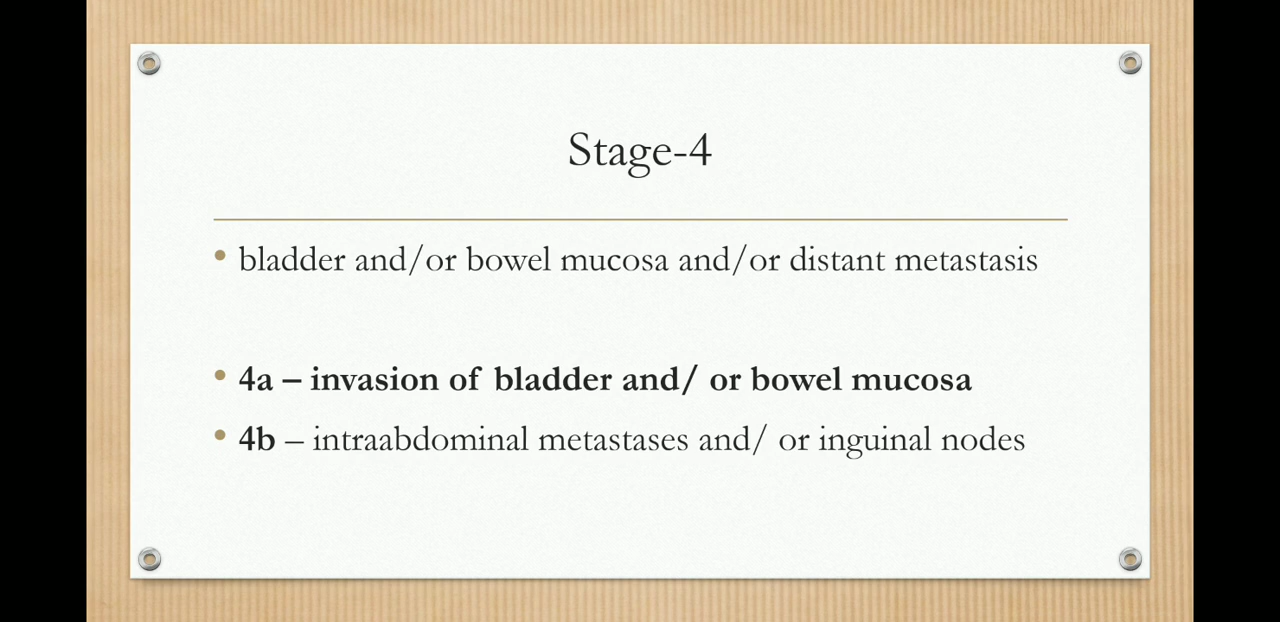 Stage-4
• bladder and/or bowel mucosa and/or distant metastasis
• 4a – invasion of bladder and/ or bowel mucosa
• 4b – intraabdominal metastases and/ or inguinal nodes